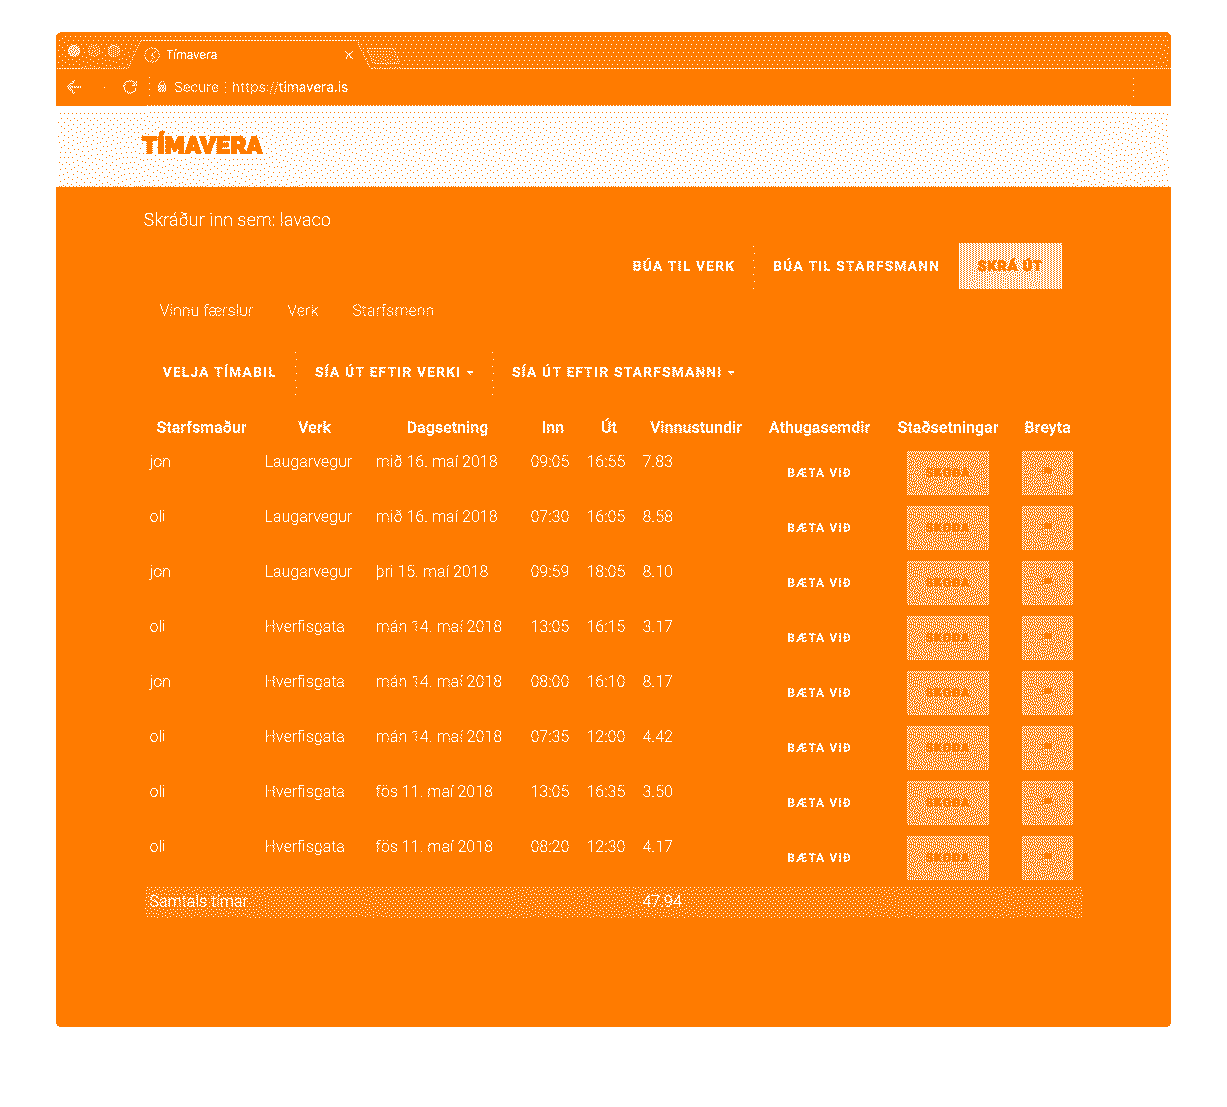 Tímavera
Secure https://tímavera.is
TÍMAVERA
Skráður inn sem: lavaco
BÚA TIL VERK BÚA TIL STARFSMANN SKRÁ ÚT
Vinnu færslur Verk Starfsmenn
VELJA TÍMABIL SÍA ÚT EFTIR VERKI SÍA ÚT EFTIR STARFSMANNI
Starfsmaður Verk Dagsetning Inn Út Vinnustundir Athugasemdir Staðsetningar Breyta
jon Laugarvegur mið 16. maí 2018 09:05 16:55 7.83 BÆTA VIÐ SKOÐA
oli Laugarvegur mið 16. maí 2018 07:30 16:05 8.58 BÆTA VIÐ SKOÐA
jon Laugarvegur þri 15. maí 2018 09:59 18:05 8.10 BÆTA VIÐ SKOÐA
oli Hverfisgata mán 14. maí 2018 13:05 16:15 3.17 BÆTA VIÐ SKOÐA
jon Hverfisgata mán 14. maí 2018 08:00 16:10 8.17 BÆTA VIÐ SKOÐA
oli Hverfisgata mán 14. maí 2018 07:35 12:00 4.42 BÆTA VIÐ SKOÐA
oli Hverfisgata fös 11. maí 2018 13:05 16:35 3.50 BÆTA VIÐ SKOÐA
oli Hverfisgata fös 11. maí 2018 08:20 12:30 4.17 BÆTA VIÐ SKOÐA
Samtals tímar: 47.94